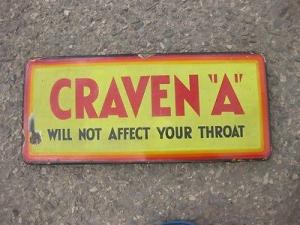 CRAVEN "A"
WILL NOT AFFECT YOUR THROAT